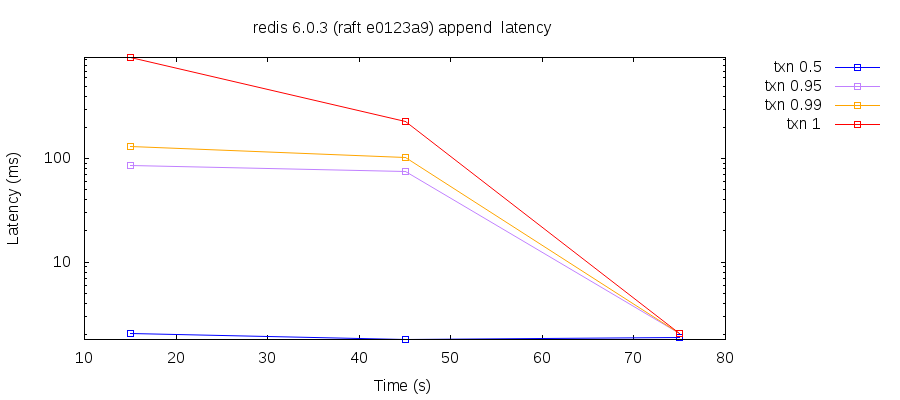 redis 6.0.3 (raft e0123a9) append  latency
txn 0.5
txn 0.95
txn 0.99
txn 1
100
10
Latency (ms)
10 20 30 40 50 60 70 80
Time (s)